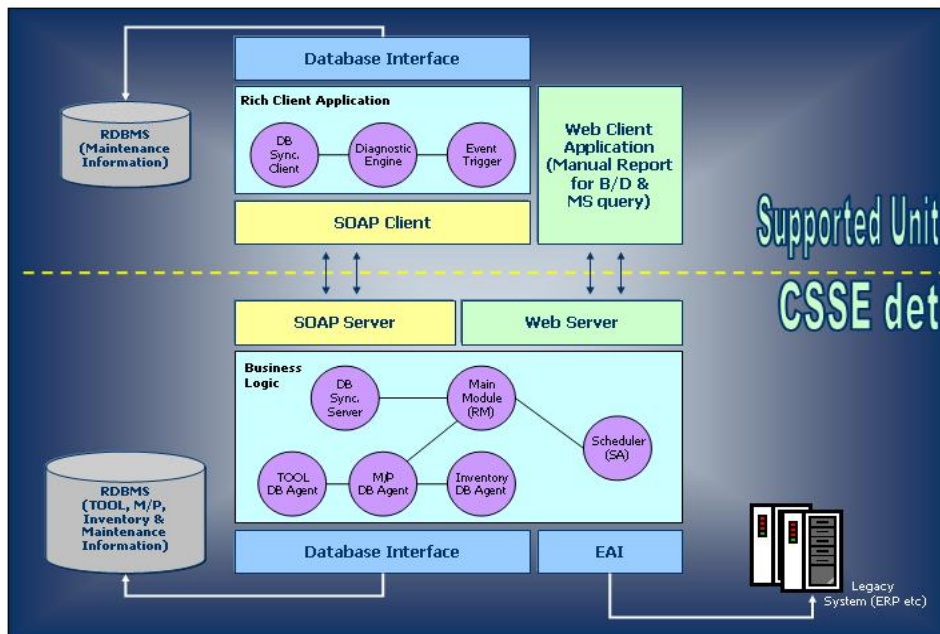 Database Interface
Rich Client Application
DB
Sync.
Client
Diagnostic
Engine
Event
Trigger
RDBMS
(Maintenance
Information)
Web Client
Application
(Manual Report
for B/D &
MS query)
SOAP Client
Supported Unit
CSSE det
SOAP Server
Web Server
Business
Logic
DB
Sync.
Server
Main
Module
(RM)
Scheduler
(SA)
TOOL
DB Agent
M/P
DB Agent
Inventory
DB Agent
RDBMS
(TOOL, M/P,
Inventory &
Maintenance
Information)
Database Interface
EAI
Legacy
System (ERP etc)